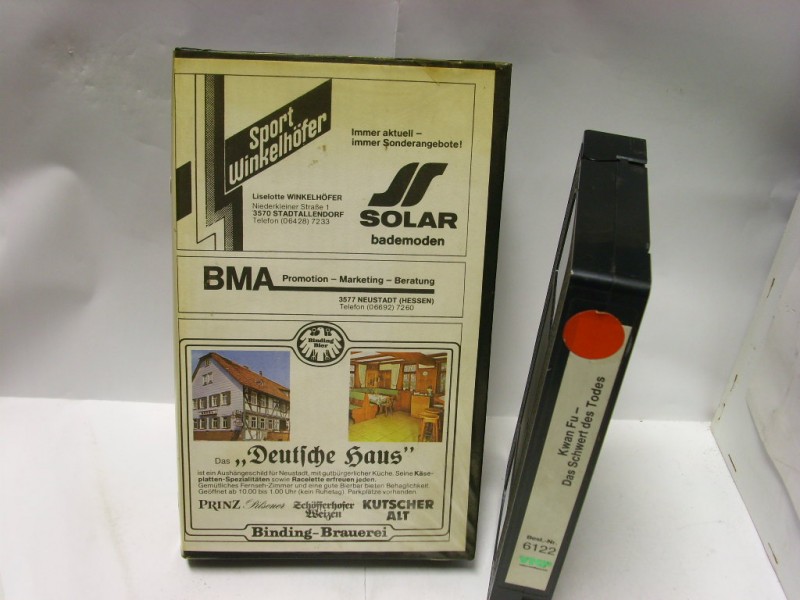 Sport
Winkelhöfer
Immer aktuell –
immer Sonderangebote!
Liselotte WINKELHÖFER
Niederkleiner Straße 1
3570 STADTALLENDORF
Telefon (06428) 7233
SOLAR
bademoden
BMA Promotion – Marketing – Beratung
3577 NEUSTADT (HESSEN)
Telefon (06692) 7260
Binding
Bier
Das „Deutsche Haus"
ist ein Aushängeschild für Neustadt, mit gutbürgerlicher Küche. Seine Käse-
platten-Spezialitäten sowie Racelette erfreuen jeden.
Gemütliches Fernseh-Zimmer und eine gute Bierbar bieten Behaglichkeit.
Geöffnet ab 10.00 bis 1.00 Uhr (kein Ruhetag). Parkplätze vorhanden.
PRINZ Pilsener Schöfferhofer Weizen KUTSCHER ALT
Binding-Brauerei
Kwan Fu –
Das Schwert des Todes
Best.-Nr.
6122